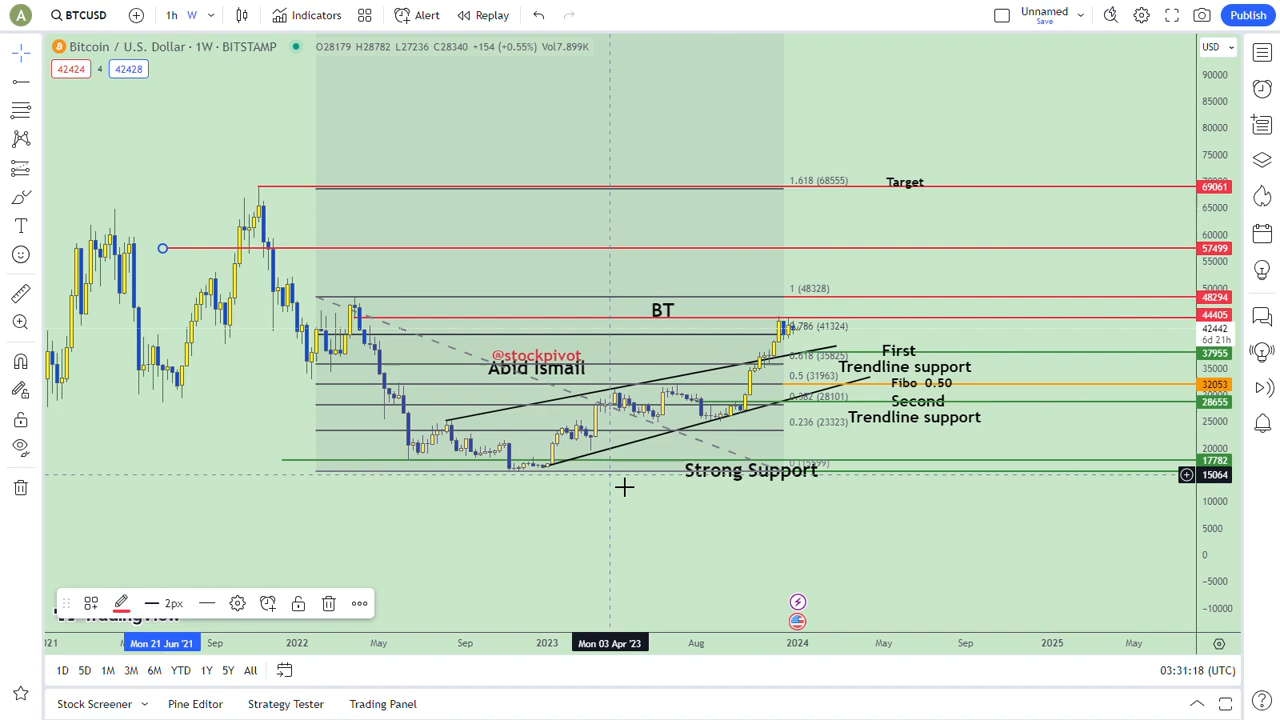 A BTCUSD 1h W Indicators Alert Replay Unnamed Save Publish
Bitcoin / U.S. Dollar · 1W · BITSTAMP O28179 H28782 L27236 C28340 +154 (+0.55%) Vol7.899K USD
42424 4 42428
90000
85000
80000
75000
1.618 (68555) Target
69061
65000
60000
57499
55000
50000
1 (48328)
48294
BT
44405
0.786 (41324)
42442
6d 21h
@stockpivot
Abid Ismail
First
37955
0.618 (35825)
Trendline support
35000
0.5 (31963)
Fibo 0.50
32053
0.382 (28101)
Second
28655
Trendline support
25000
0.236 (23323)
20000
17782
0 (15599)
Strong Support
15064
10000
5000
0
−5000
−10000
2px
TradingView
Mon 21 Jun '21 Sep 2022 May Sep 2023 Mon 03 Apr '23 Aug 2024 May Sep 2025 May
1D 5D 1M 3M 6M YTD 1Y 5Y All 03:31:18 (UTC)
Stock Screener Pine Editor Strategy Tester Trading Panel